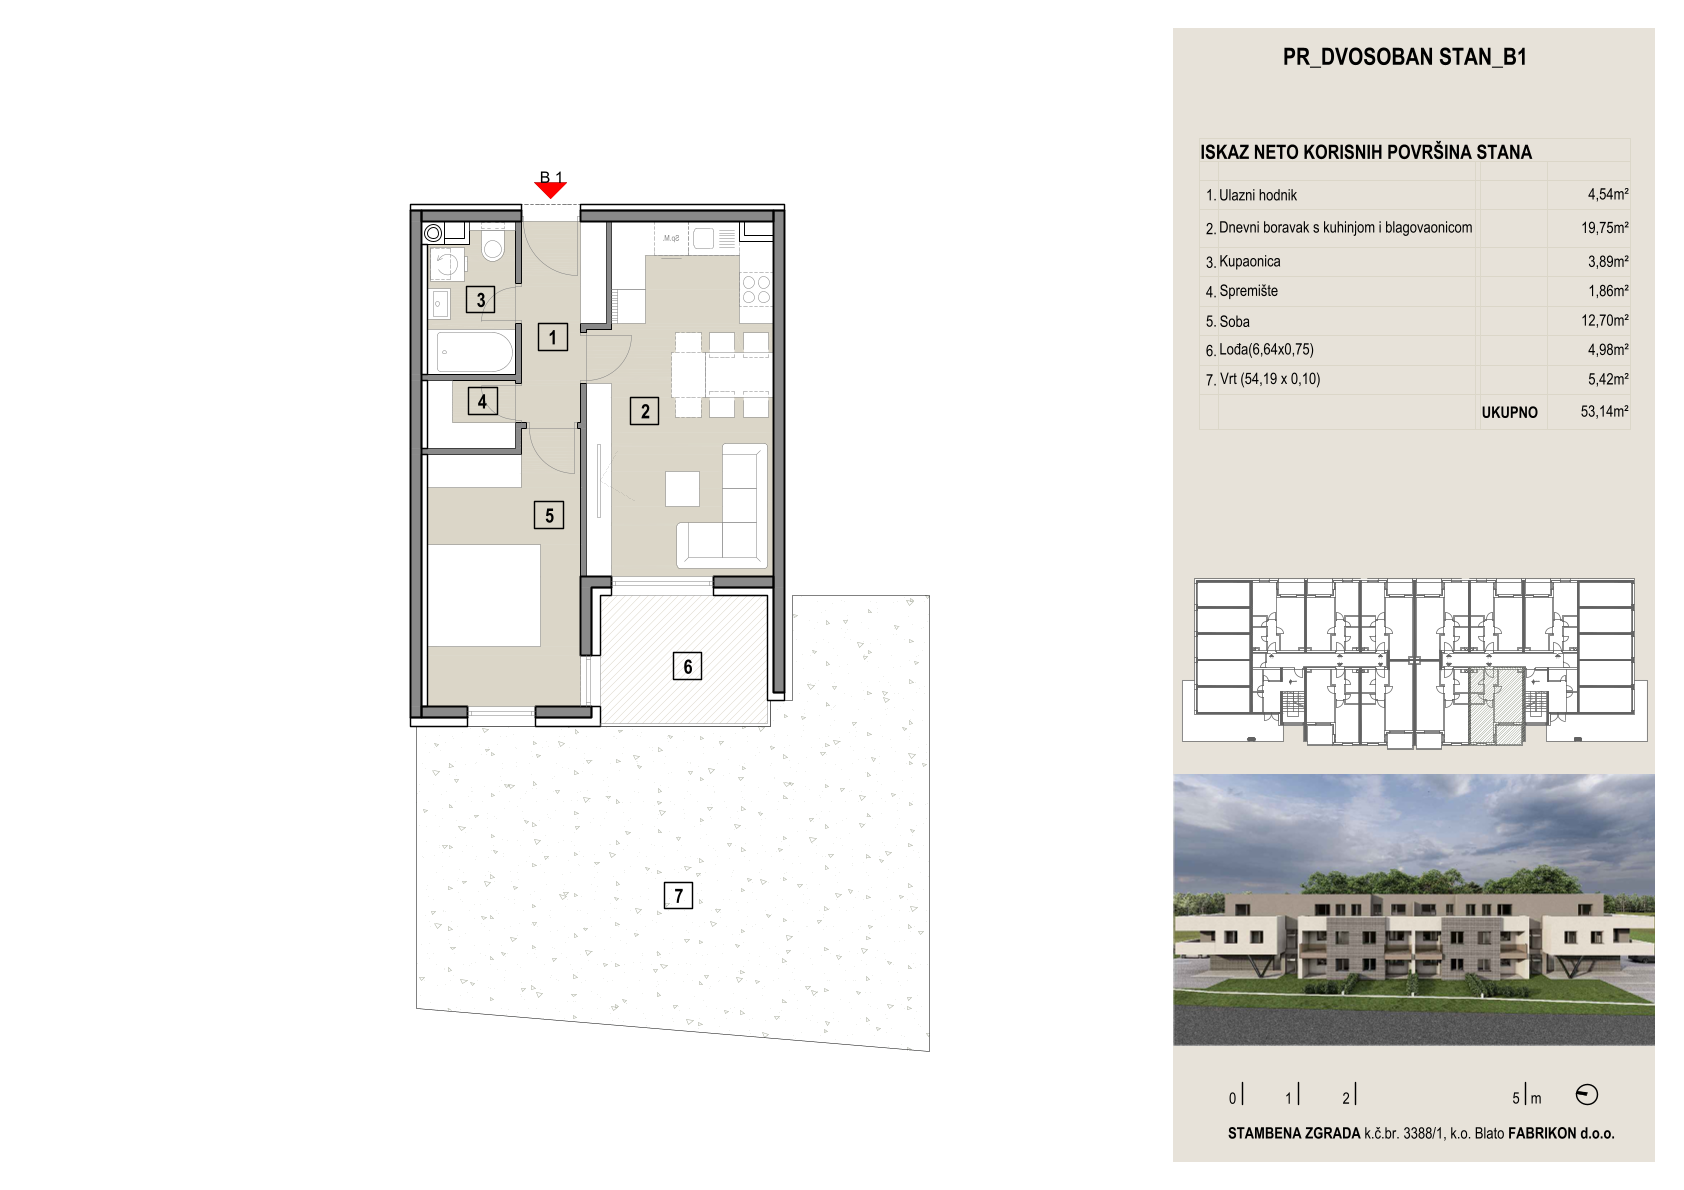 PR_DVOSOBAN STAN_B1
ISKAZ NETO KORISNIH POVRŠINA STANA
1. Ulazni hodnik 4,54m²
2. Dnevni boravak s kuhinjom i blagovaonicom 19,75m²
3. Kupaonica 3,89m²
4. Spremište 1,86m²
5. Soba 12,70m²
6. Lođa(6,64x0,75) 4,98m²
7. Vrt (54,19 x 0,10) 5,42m²
UKUPNO 53,14m²
B 1
Sp.M.
3
1
4
2
5
6
7
0 1 2 5 m
STAMBENA ZGRADA k.č.br. 3388/1, k.o. Blato FABRIKON d.o.o.